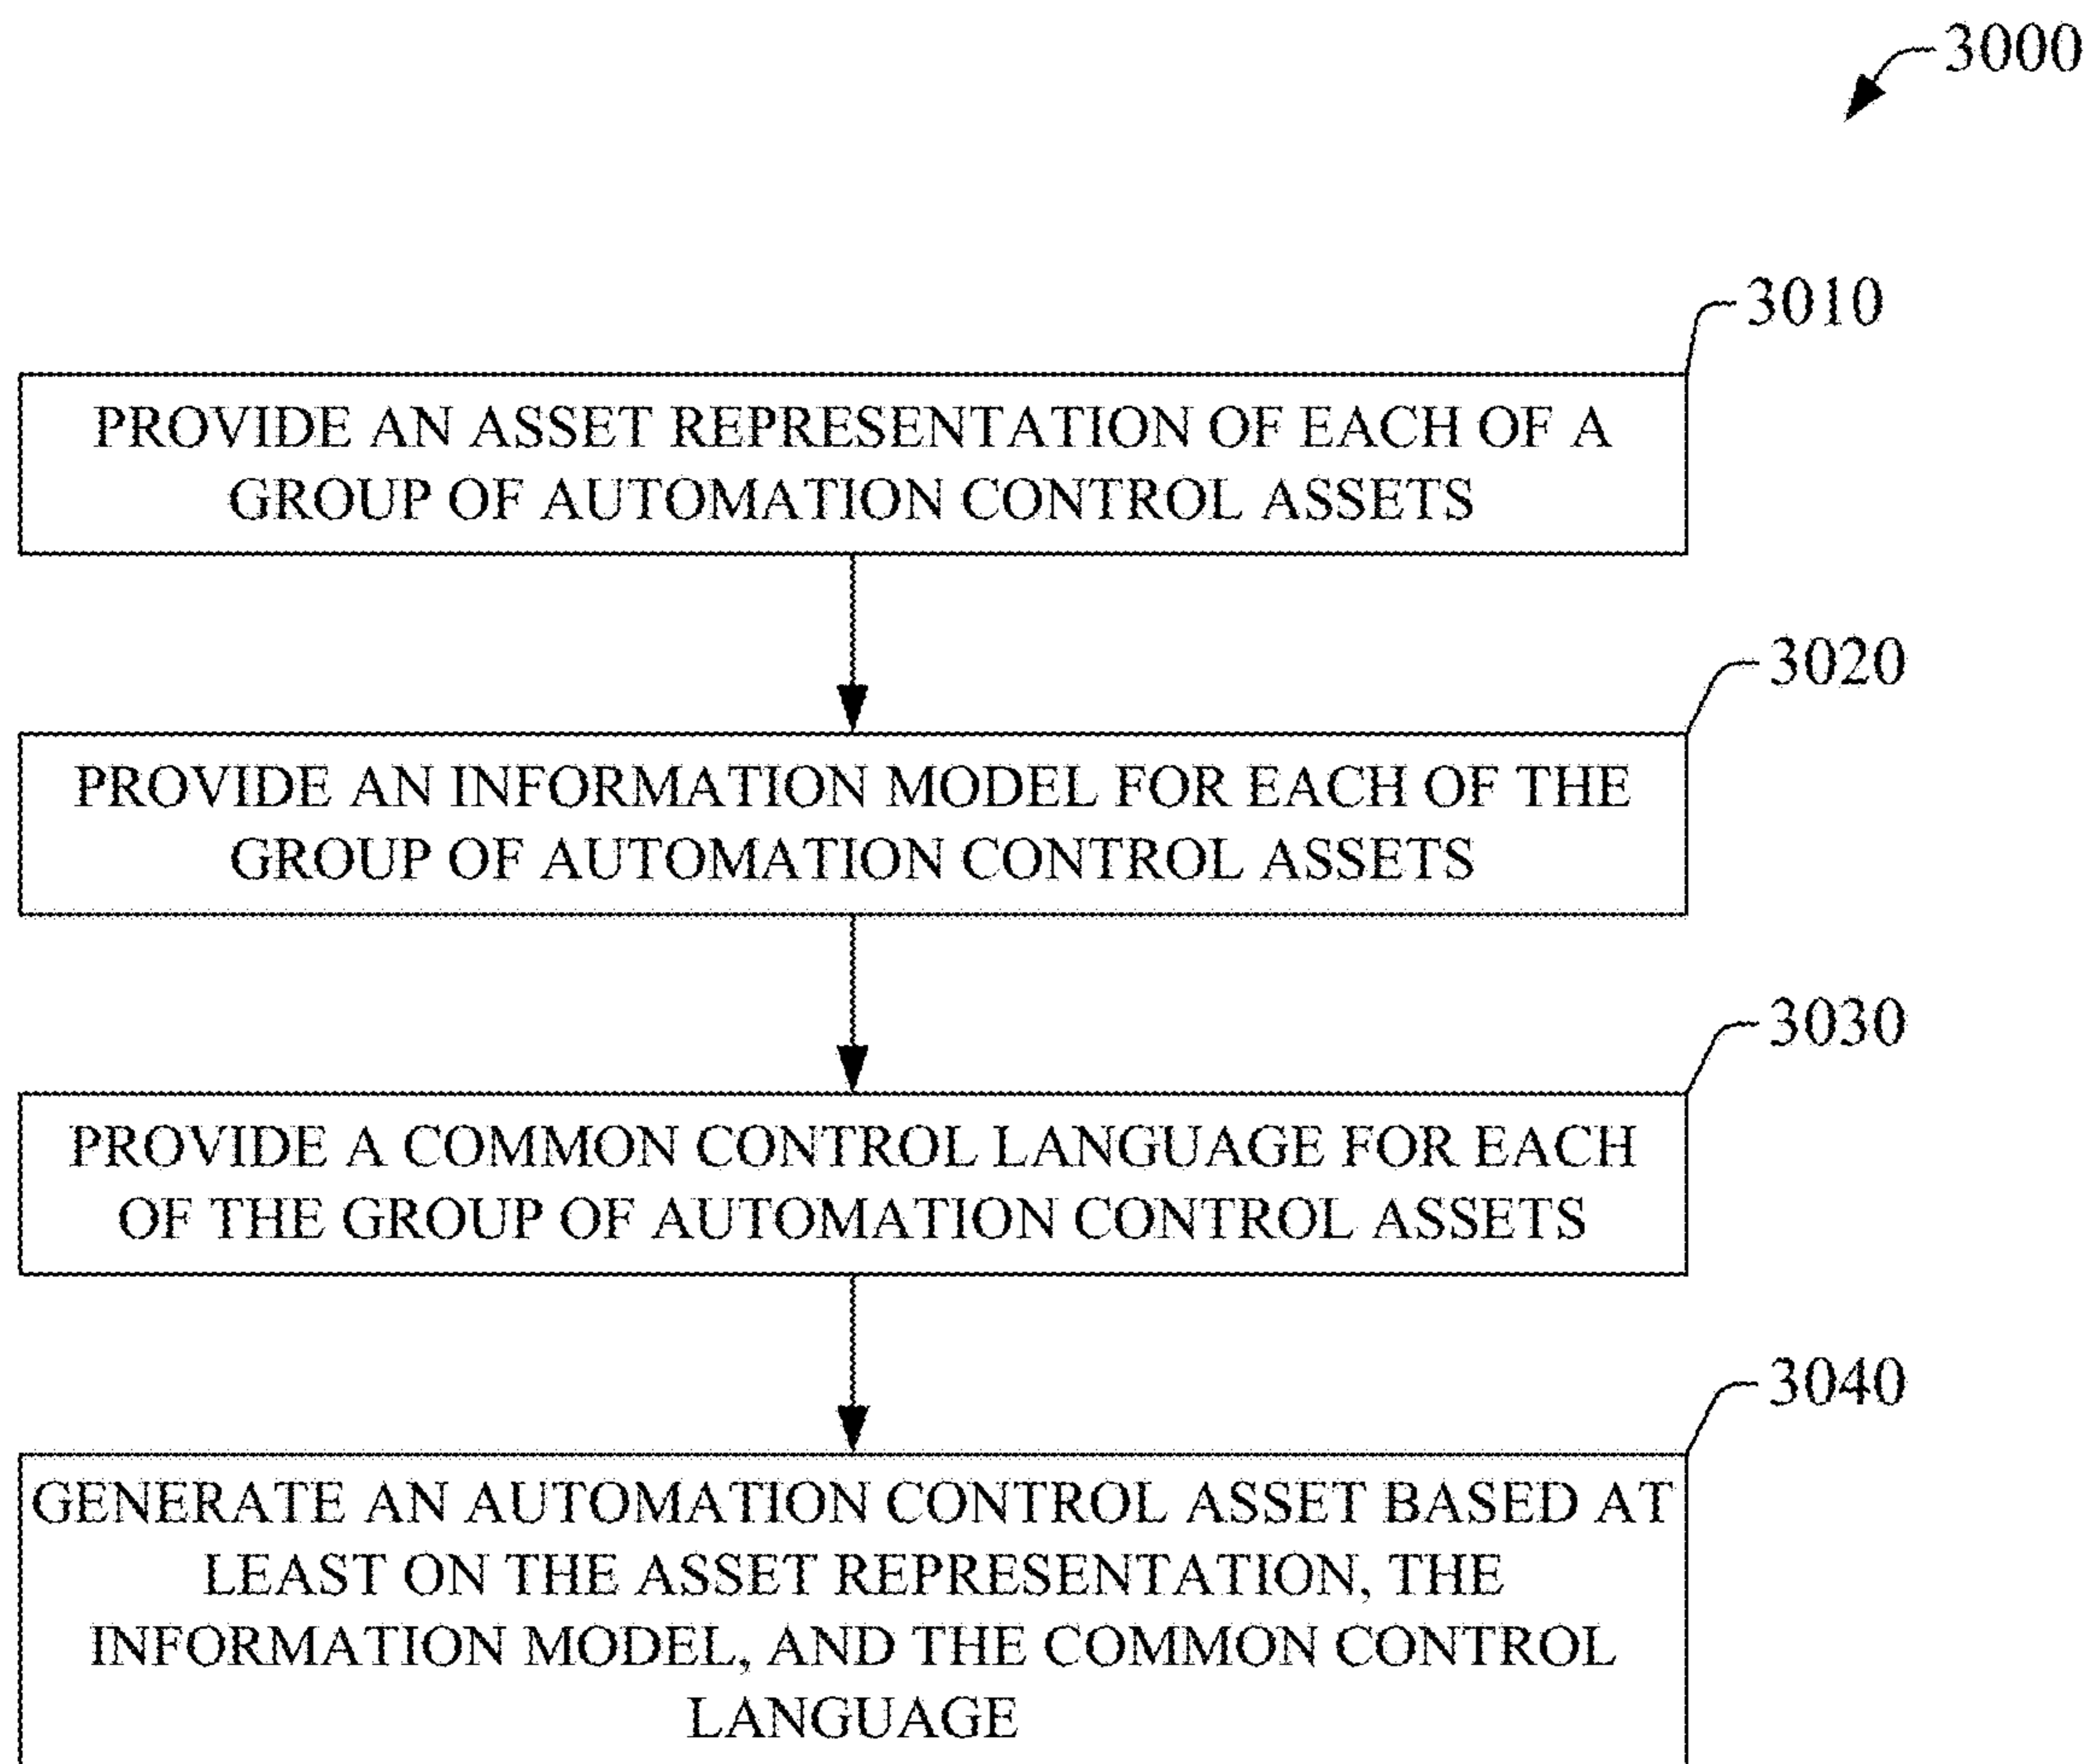 3000
3010
PROVIDE AN ASSET REPRESENTATION OF EACH OF A
GROUP OF AUTOMATION CONTROL ASSETS
3020
PROVIDE AN INFORMATION MODEL FOR EACH OF THE
GROUP OF AUTOMATION CONTROL ASSETS
3030
PROVIDE A COMMON CONTROL LANGUAGE FOR EACH
OF THE GROUP OF AUTOMATION CONTROL ASSETS
3040
GENERATE AN AUTOMATION CONTROL ASSET BASED AT
LEAST ON THE ASSET REPRESENTATION, THE
INFORMATION MODEL, AND THE COMMON CONTROL
LANGUAGE